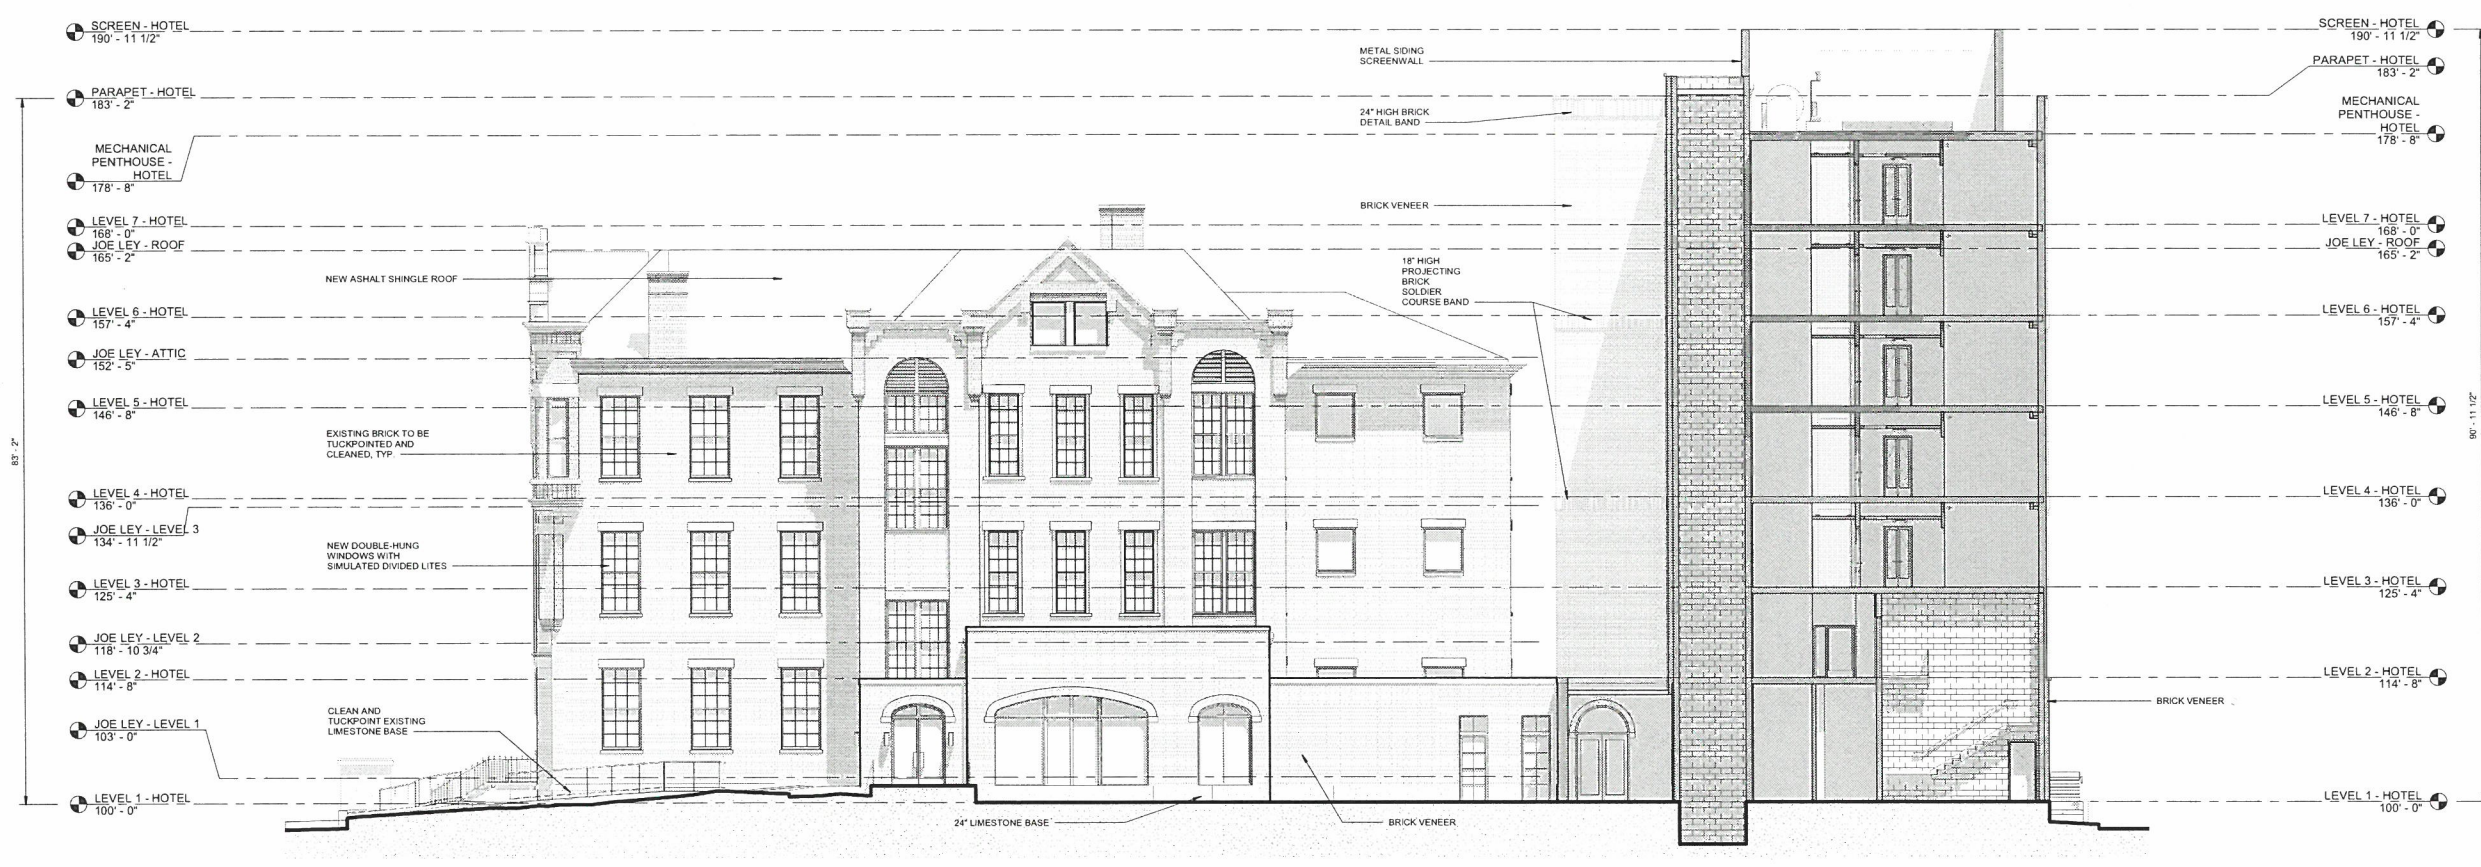 SCREEN - HOTEL
190' - 11 1/2"
PARAPET - HOTEL
183' - 2"
MECHANICAL
PENTHOUSE -
HOTEL
178' - 8"
LEVEL 7 - HOTEL
168' - 0"
JOE LEY - ROOF
165' - 2"
LEVEL 6 - HOTEL
157' - 4"
JOE LEY - ATTIC
152' - 5"
LEVEL 5 - HOTEL
146' - 8"
LEVEL 4 - HOTEL
136' - 0"
JOE LEY - LEVEL 3
134' - 11 1/2"
LEVEL 3 - HOTEL
125' - 4"
JOE LEY - LEVEL 2
118' - 10 3/4"
LEVEL 2 - HOTEL
114' - 8"
JOE LEY - LEVEL 1
103' - 0"
LEVEL 1 - HOTEL
100' - 0"
83' - 2"
NEW ASHALT SHINGLE ROOF
EXISTING BRICK TO BE
TUCKPOINTED AND
CLEANED, TYP.
NEW DOUBLE-HUNG
WINDOWS WITH
SIMULATED DIVIDED LITES
CLEAN AND
TUCKPOINT EXISTING
LIMESTONE BASE
24" LIMESTONE BASE
BRICK VENEER
METAL SIDING
SCREENWALL
24" HIGH BRICK
DETAIL BAND
BRICK VENEER
18" HIGH
PROJECTING
BRICK
SOLDIER
COURSE BAND
BRICK VENEER
SCREEN - HOTEL
190' - 11 1/2"
PARAPET - HOTEL
183' - 2"
MECHANICAL
PENTHOUSE -
HOTEL
178' - 8"
LEVEL 7 - HOTEL
168' - 0"
JOE LEY - ROOF
165' - 2"
LEVEL 6 - HOTEL
157' - 4"
LEVEL 5 - HOTEL
146' - 8"
LEVEL 4 - HOTEL
136' - 0"
LEVEL 3 - HOTEL
125' - 4"
LEVEL 2 - HOTEL
114' - 8"
LEVEL 1 - HOTEL
100' - 0"
90' - 11 1/2"